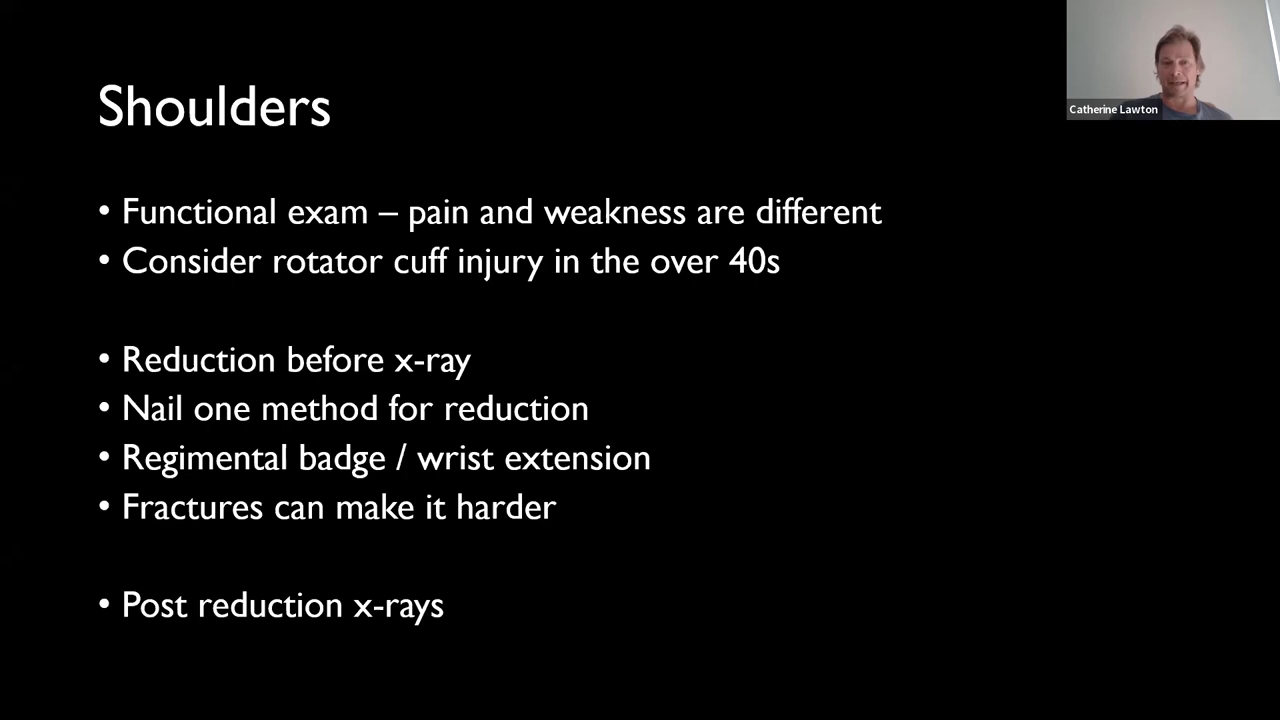 Shoulders
Catherine Lawton
• Functional exam – pain and weakness are different
• Consider rotator cuff injury in the over 40s
• Reduction before x-ray
• Nail one method for reduction
• Regimental badge / wrist extension
• Fractures can make it harder
• Post reduction x-rays